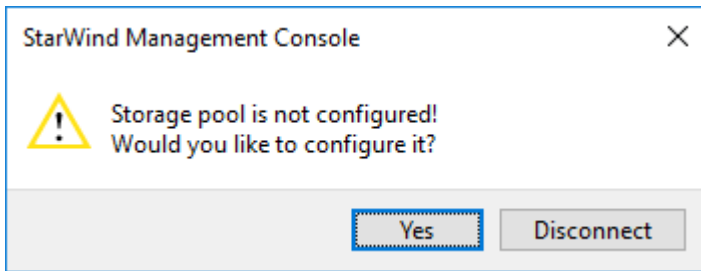 StarWind Management Console
Storage pool is not configured!
Would you like to configure it?
Yes
Disconnect